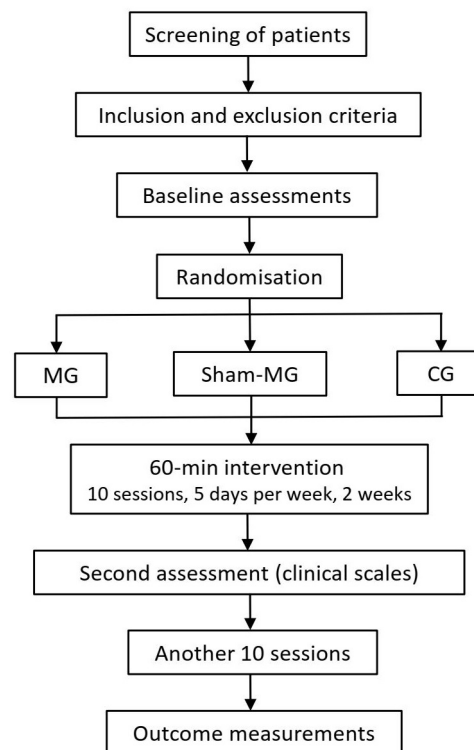 Screening of patients
Inclusion and exclusion criteria
Baseline assessments
Randomisation
MG
Sham-MG
CG
60-min intervention
10 sessions, 5 days per week, 2 weeks
Second assessment (clinical scales)
Another 10 sessions
Outcome measurements